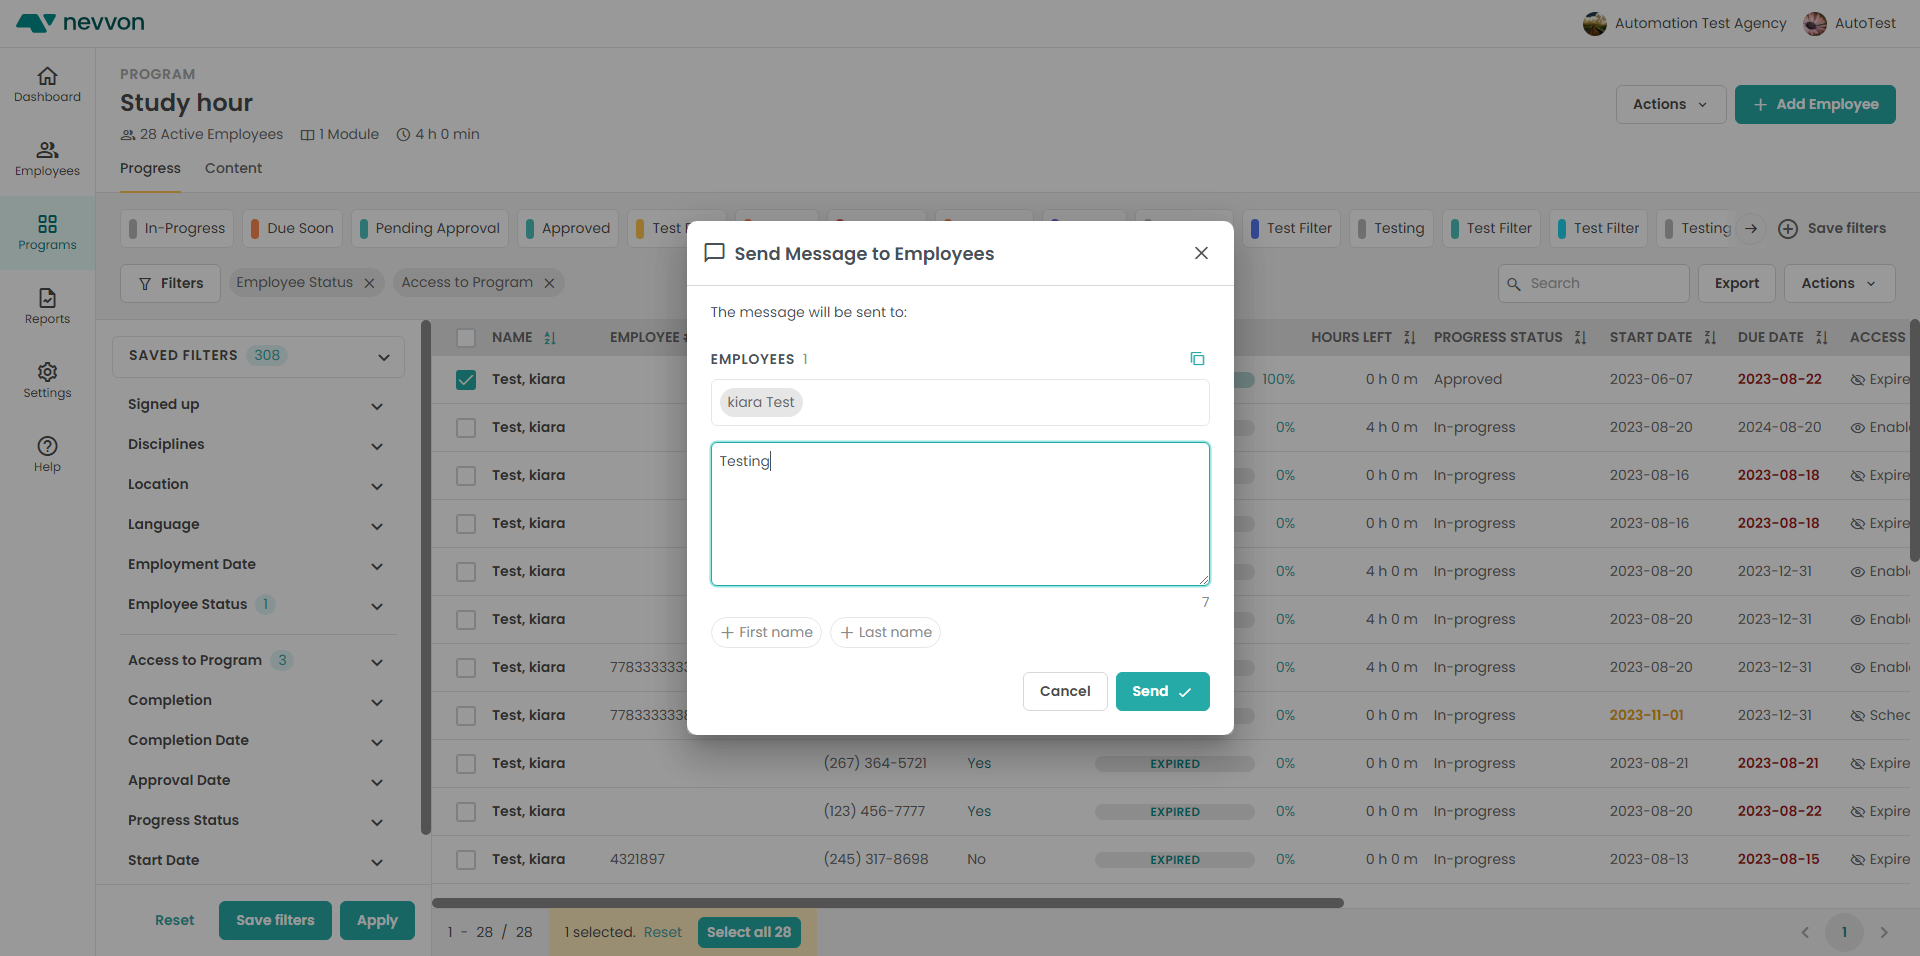 nevvon
Automation Test Agency
AutoTest
Dashboard
Employees
Programs
Reports
Settings
Help
PROGRAM
Study hour
28 Active Employees 1 Module 4 h 0 min
Progress Content
Actions
Add Employee
In-Progress Due Soon Pending Approval Approved Test Test Filter Testing Test Filter Test Filter Testing Save filters
Filters Employee Status Access to Program
Search Export Actions
SAVED FILTERS 308
Signed up
Disciplines
Location
Language
Employment Date
Employee Status 1
Access to Program 3
Completion
Completion Date
Approval Date
Progress Status
Start Date
Reset Save filters Apply
NAME EMPLOYEE HOURS LEFT PROGRESS STATUS START DATE DUE DATE ACCESS
Test, kiara 100% 0 h 0 m Approved 2023-06-07 2023-08-22 Expire
Test, kiara 0% 4 h 0 m In-progress 2023-08-20 2024-08-20 Enabl
Test, kiara 0% 4 h 0 m In-progress 2023-08-16 2023-08-18 Expire
Test, kiara 0% 4 h 0 m In-progress 2023-08-16 2023-08-18 Expire
Test, kiara 0% 4 h 0 m In-progress 2023-08-20 2023-12-31 Enabl
Test, kiara 0% 4 h 0 m In-progress 2023-08-20 2023-12-31 Enabl
Test, kiara 7783333333 0% 4 h 0 m In-progress 2023-08-20 2023-12-31 Enabl
Test, kiara 0% 0 h 0 m In-progress 2023-11-01 2023-12-31 Sched
Test, kiara (267) 364-5721 Yes EXPIRED 0% 0 h 0 m In-progress 2023-08-21 2023-08-21 Expire
Test, kiara (123) 456-7777 Yes EXPIRED 0% 0 h 0 m In-progress 2023-08-20 2023-08-22 Expire
Test, kiara 4321897 (245) 317-8698 No EXPIRED 0% 0 h 0 m In-progress 2023-08-13 2023-08-15 Expire
1 - 28 / 28 1 selected. Reset Select all 28
1
Send Message to Employees
The message will be sent to:
EMPLOYEES 1
kiara Test
Testing
7
First name Last name
Cancel Send